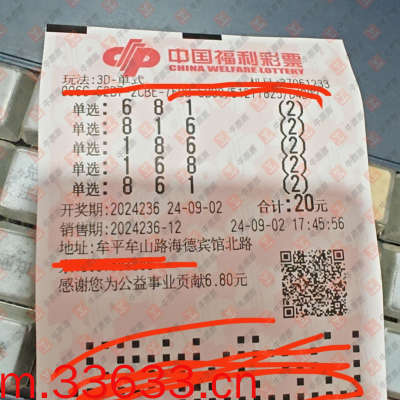 中国福利彩票
CHINA WELFARE LOTTERY
玩法:3D-单式
单选: 6 8 1 (2)
单选: 8 1 6 (2)
单选: 1 8 6 (2)
单选: 1 6 8 (2)
单选: 8 6 1 (2)
开奖期:2024236 24-09-02 合计:20元
销售期:2024236-12 24-09-02 17:45:56
地址:牟平车山路海德宾馆北路
感谢您为公益事业贡献6.80元
m.33633.cn